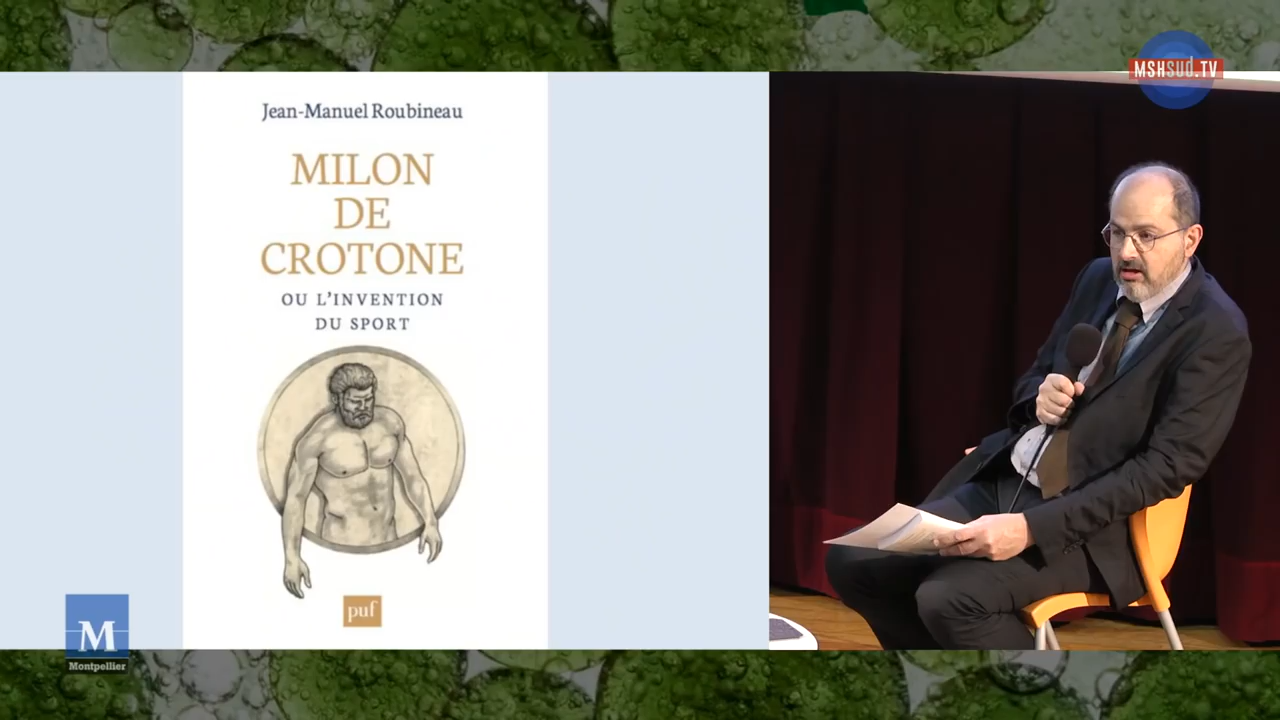 MSHSUD.TV
Jean-Manuel Roubineau
MILON
DE
CROTONE
OU L'INVENTION
DU SPORT
puf
M
Montpellier